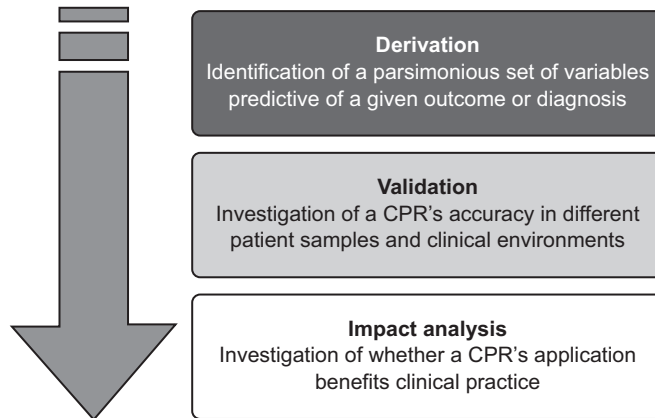 Derivation
Identification of a parsimonious set of variables
predictive of a given outcome or diagnosis
Validation
Investigation of a CPR's accuracy in different
patient samples and clinical environments
Impact analysis
Investigation of whether a CPR's application
benefits clinical practice